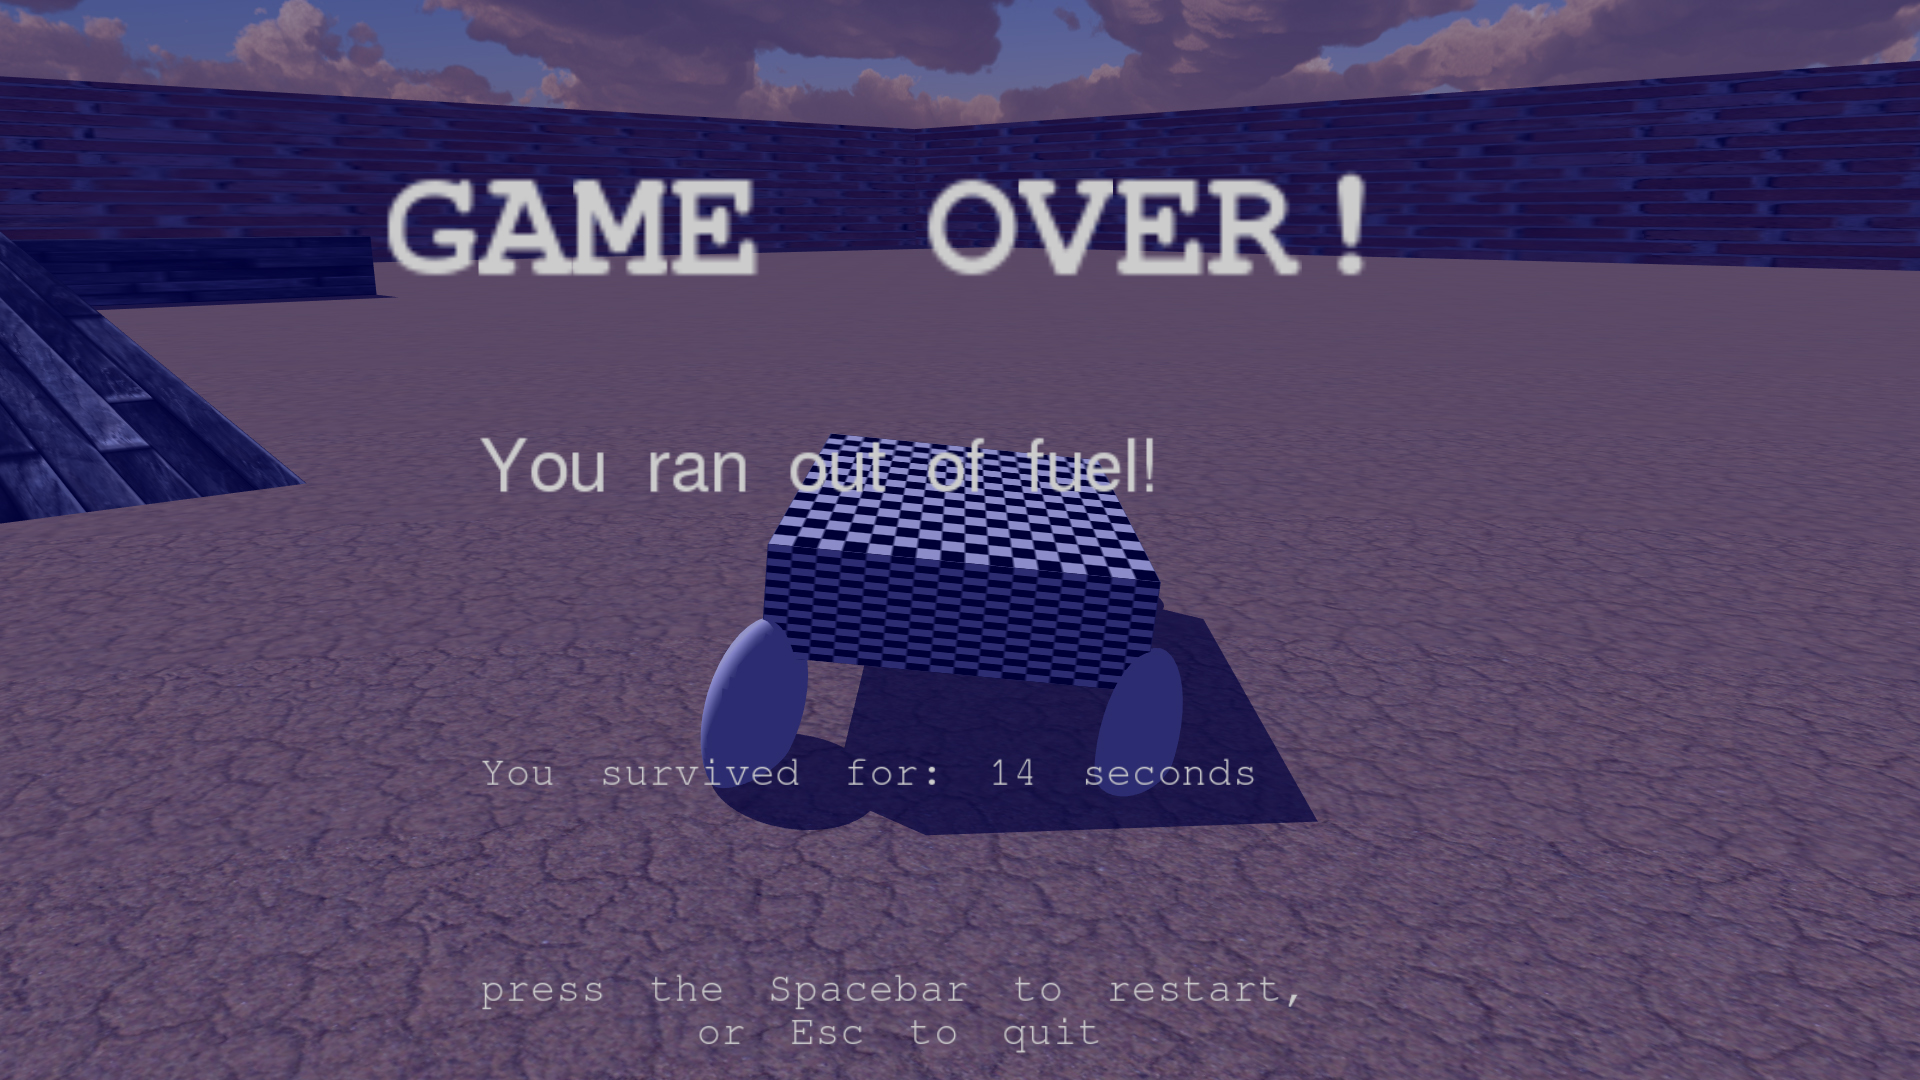 GAME OVER!
You ran out of fuel!
You survived for: 14 seconds
press the Spacebar to restart,
or Esc to quit